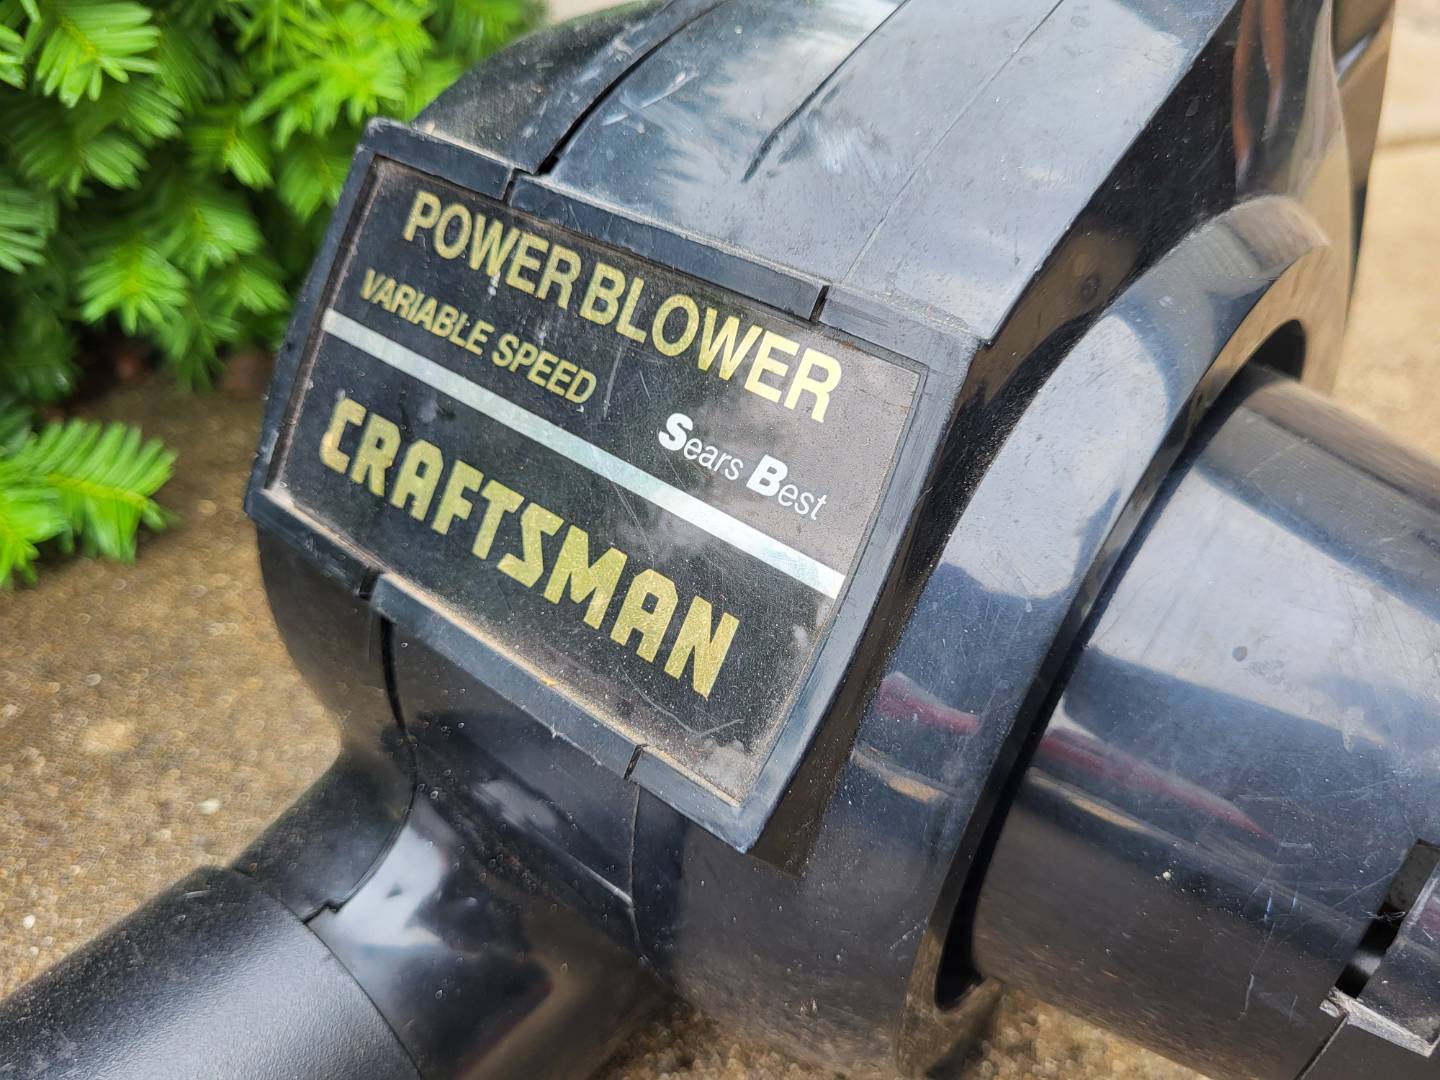 POWER BLOWER
VARIABLE SPEED
Sears Best
CRAFTSMAN